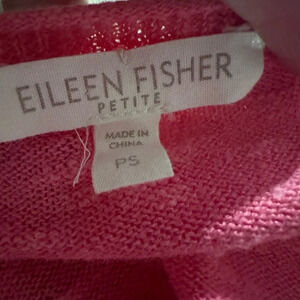 EILEEN FISHER
PETITE
MADE IN
CHINA
PS